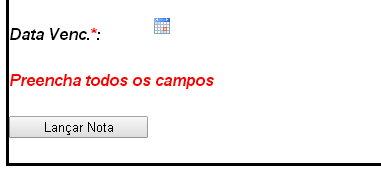 Data Venc.*:
Preencha todos os campos
Lançar Nota